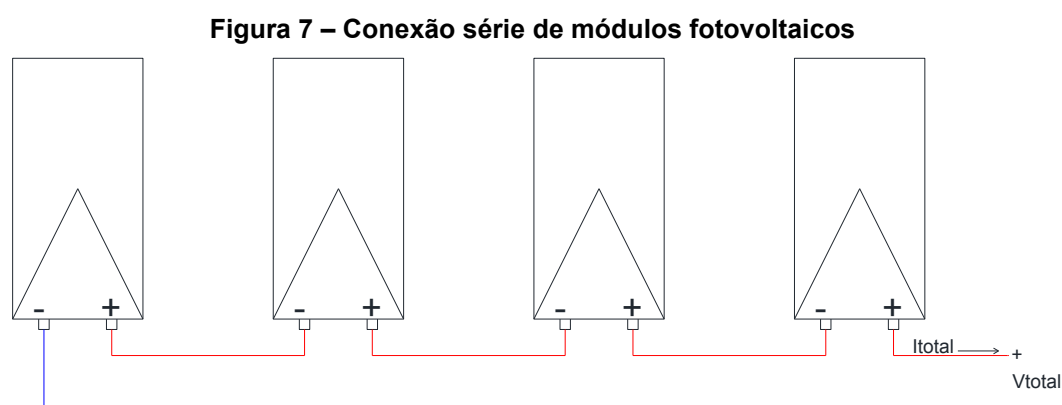 Figura 7 – Conexão série de módulos fotovoltaicos
- + - + - + - +
Itotal +
Vtotal